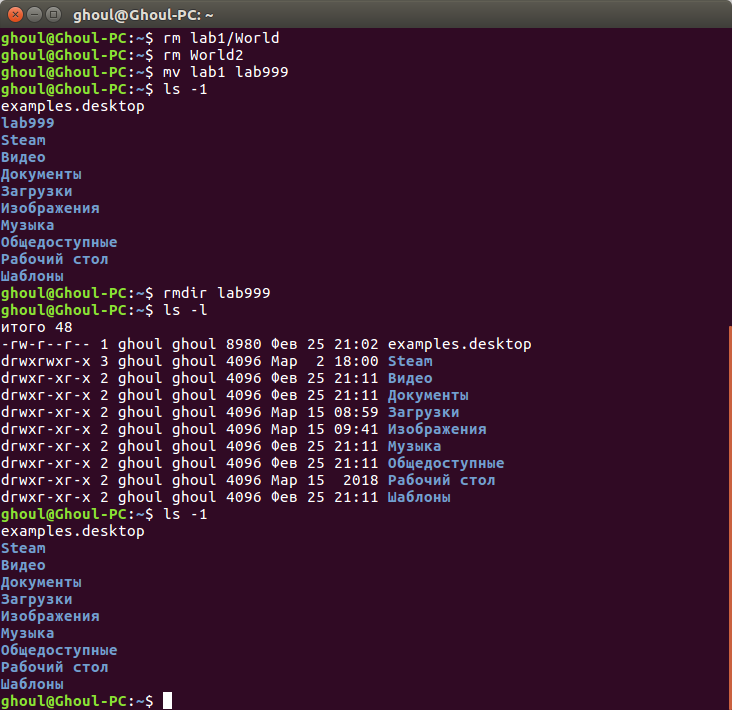 ghoul@Ghoul-PC: ~
ghoul@Ghoul-PC:~$ rm lab1/World
ghoul@Ghoul-PC:~$ rm World2
ghoul@Ghoul-PC:~$ mv lab1 lab999
ghoul@Ghoul-PC:~$ ls -1
examples.desktop
lab999
Steam
Видео
Документы
Загрузки
Изображения
Музыка
Общедоступные
Рабочий стол
Шаблоны
ghoul@Ghoul-PC:~$ rmdir lab999
ghoul@Ghoul-PC:~$ ls -l
итого 48
-rw-r--r-- 1 ghoul ghoul 8980 Фев 25 21:02 examples.desktop
drwxrwxr-x 3 ghoul ghoul 4096 Мар  2 18:00 Steam
drwxr-xr-x 2 ghoul ghoul 4096 Фев 25 21:11 Видео
drwxr-xr-x 2 ghoul ghoul 4096 Фев 25 21:11 Документы
drwxr-xr-x 2 ghoul ghoul 4096 Мар 15 08:59 Загрузки
drwxr-xr-x 2 ghoul ghoul 4096 Мар 15 09:41 Изображения
drwxr-xr-x 2 ghoul ghoul 4096 Фев 25 21:11 Музыка
drwxr-xr-x 2 ghoul ghoul 4096 Фев 25 21:11 Общедоступные
drwxr-xr-x 2 ghoul ghoul 4096 Мар 15  2018 Рабочий стол
drwxr-xr-x 2 ghoul ghoul 4096 Фев 25 21:11 Шаблоны
ghoul@Ghoul-PC:~$ ls -1
examples.desktop
Steam
Видео
Документы
Загрузки
Изображения
Музыка
Общедоступные
Рабочий стол
Шаблоны
ghoul@Ghoul-PC:~$